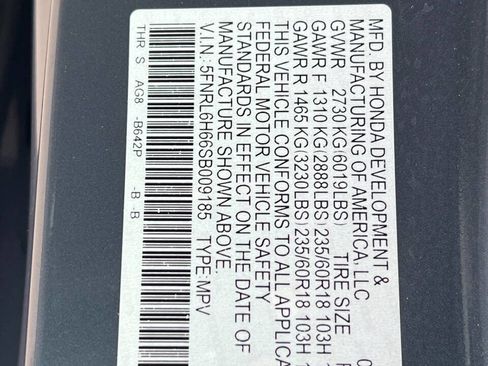 MFD. BY HONDA DEVELOPMENT &
MANUFACTURING OF AMERICA, LLC
GVWR 2730 KG(6019LBS) TIRE SIZE
GAWR F 1310 KG(2888LBS)235/60R18 103H
GAWR R 1465 KG(3230LBS)235/60R18 103H
THIS VEHICLE CONFORMS TO ALL APPLICA
FEDERAL MOTOR VEHICLE SAFETY
STANDARDS IN EFFECT ON THE DATE OF
MANUFACTURE SHOWN ABOVE.
V.I.N.: 5FNRL6H66SB009185 TYPE:MPV
THR S AG8 -B642P -B -B